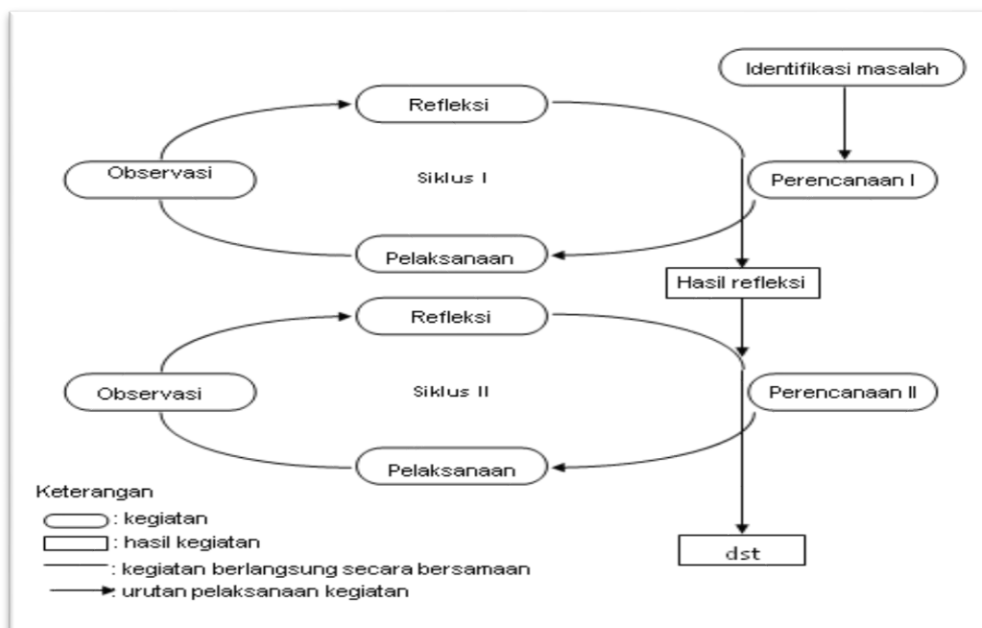 Identifikasi masalah
Refleksi
Observasi
Siklus I
Perencanaan I
Pelaksanaan
Hasil refleksi
Refleksi
Observasi
Siklus II
Perencanaan II
Pelaksanaan
Keterangan
: kegiatan
: hasil kegiatan
: kegiatan berlangsung secara bersamaan
: urutan pelaksanaan kegiatan
dst